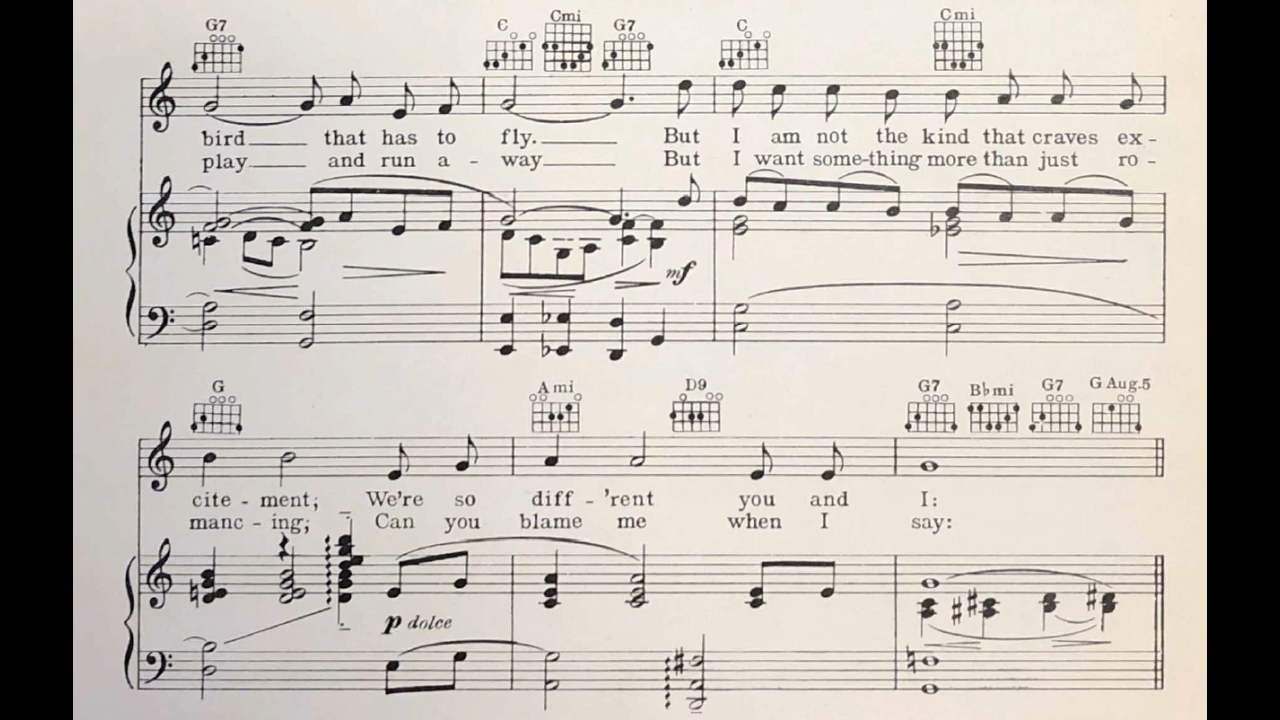 G7 C Cmi G7 C Cmi
bird that has to fly. But I am not the kind that craves ex-
play and run a - way But I want some-thing more than just ro-
mf
G A mi D9 G7 B♭mi G7 G Aug.5
cite - ment; We're so diff - 'rent you and I:
manc - ing; Can you blame me when I say:
p dolce